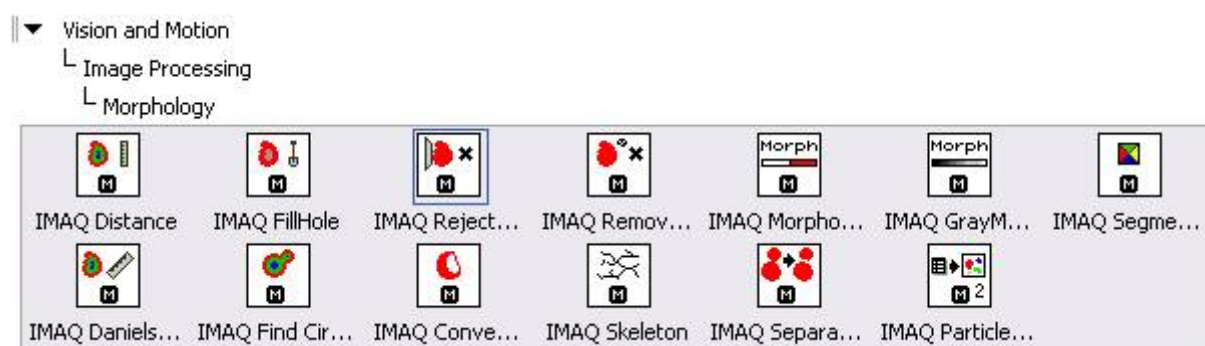 Vision and Motion
Image Processing
Morphology
Morph Morph
M M M M M M M
IMAQ Distance IMAQ FillHole IMAQ Reject... IMAQ Remov... IMAQ Morpho... IMAQ GrayM... IMAQ Segme...
M M M M M M 2
IMAQ Daniels... IMAQ Find Cir... IMAQ Conve... IMAQ Skeleton IMAQ Separa... IMAQ Particle...